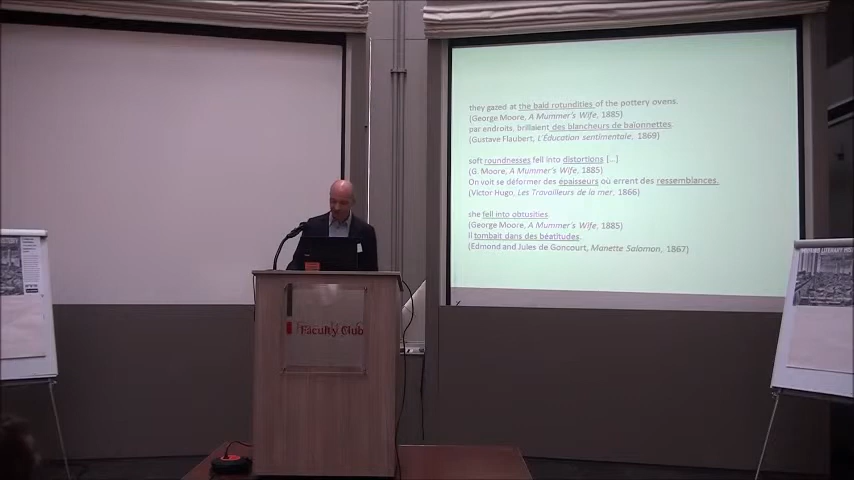 they gazed at the bald rotundities of the pottery ovens.
(George Moore, A Mummer's Wife, 1885)
par endroits, brillaient des blancheurs de baïonnettes.
(Gustave Flaubert, L'Éducation sentimentale, 1869)
soft roundnesses fell into distortions [...]
(G. Moore, A Mummer's Wife, 1885)
On voit se déformer des épaisseurs où errent des ressemblances.
(Victor Hugo, Les Travailleurs de la mer, 1866)
she fell into obtusities.
(George Moore, A Mummer's Wife, 1885)
il tombait dans des béatitudes.
(Edmond and Jules de Goncourt, Manette Salomon, 1867)
Faculty Club